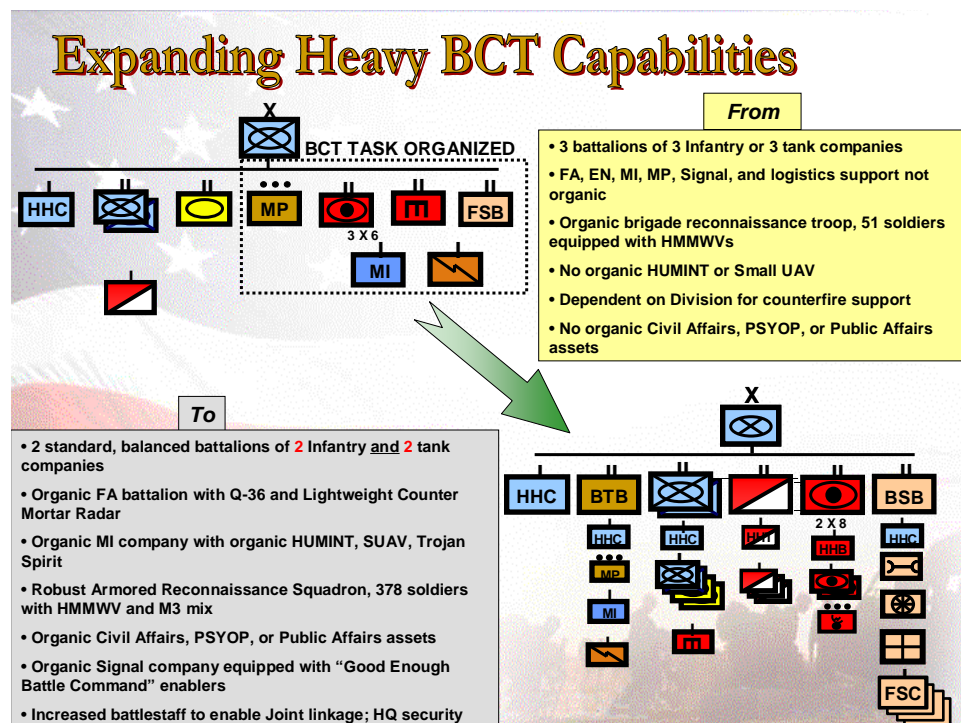 Expanding Heavy BCT Capabilities
X
BCT TASK ORGANIZED
HHC
MP
FSB
3 X 6
MI
From
• 3 battalions of 3 Infantry or 3 tank companies
• FA, EN, MI, MP, Signal, and logistics support not
organic
• Organic brigade reconnaissance troop, 51 soldiers
equipped with HMMWVs
• No organic HUMINT or Small UAV
• Dependent on Division for counterfire support
• No organic Civil Affairs, PSYOP, or Public Affairs
assets
To
• 2 standard, balanced battalions of 2 Infantry and 2 tank
companies
• Organic FA battalion with Q-36 and Lightweight Counter
Mortar Radar
• Organic MI company with organic HUMINT, SUAV, Trojan
Spirit
• Robust Armored Reconnaissance Squadron, 378 soldiers
with HMMWV and M3 mix
• Organic Civil Affairs, PSYOP, or Public Affairs assets
• Organic Signal company equipped with “Good Enough
Battle Command” enablers
• Increased battlestaff to enable Joint linkage; HQ security
X
HHC
BTB
BSB
2 X 8
HHC
HHC
HHT
HHB
HHC
MP
MI
FSC